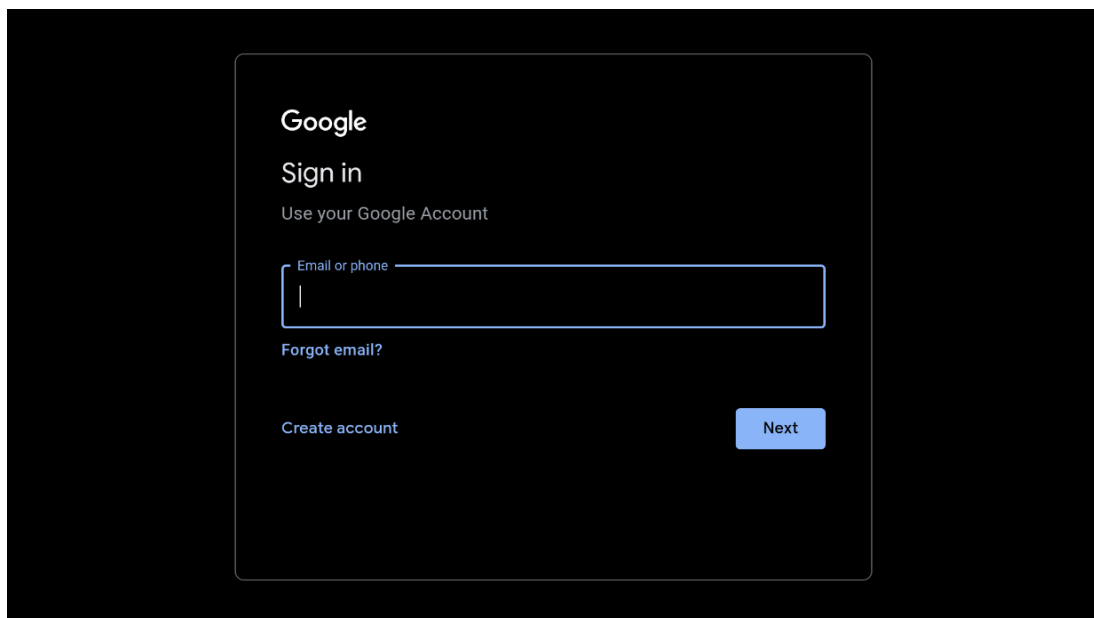 Google
Sign in
Use your Google Account
Email or phone
Forgot email?
Create account
Next